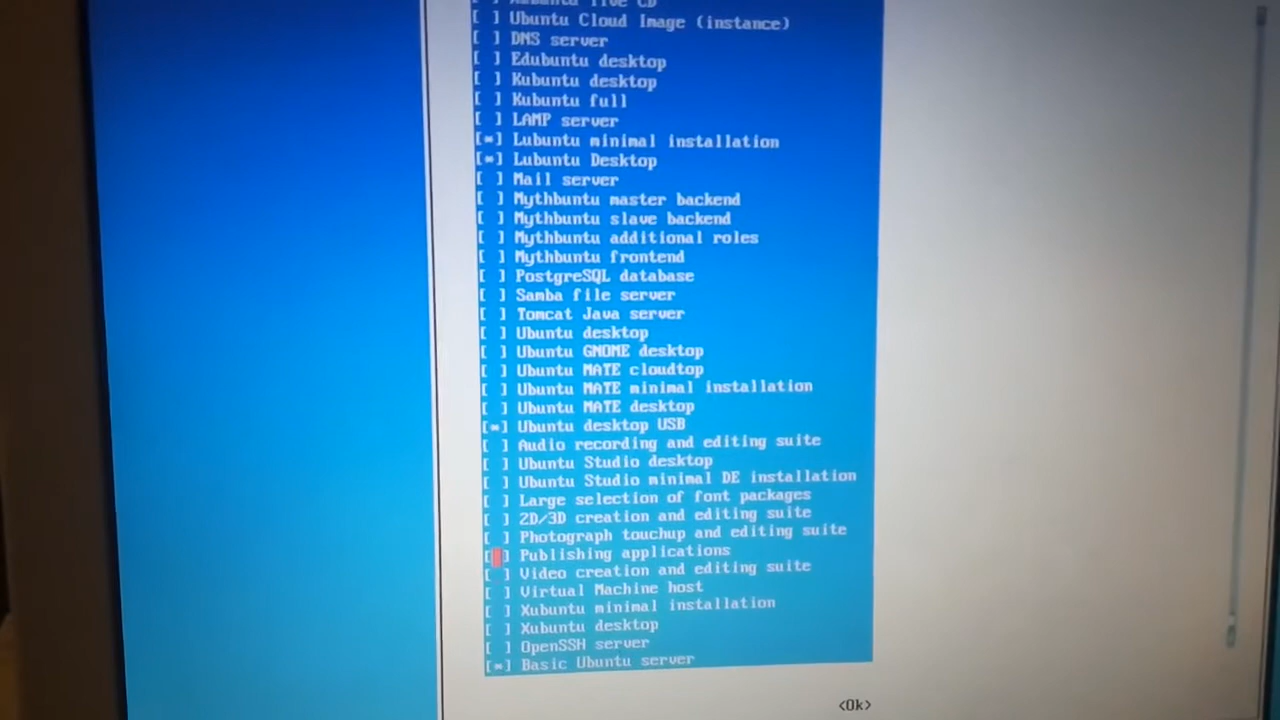 live CD
[ ] Ubuntu Cloud Image (instance)
[ ] DNS server
[ ] Edubuntu desktop
[ ] Kubuntu desktop
[ ] Kubuntu full
[ ] LAMP server
[*] Lubuntu minimal installation
[*] Lubuntu Desktop
[ ] Mail server
[ ] Mythbuntu master backend
[ ] Mythbuntu slave backend
[ ] Mythbuntu additional roles
[ ] Mythbuntu frontend
[ ] PostgreSQL database
[ ] Samba file server
[ ] Tomcat Java server
[ ] Ubuntu desktop
[ ] Ubuntu GNOME desktop
[ ] Ubuntu MATE cloudtop
[ ] Ubuntu MATE minimal installation
[ ] Ubuntu MATE desktop
[*] Ubuntu desktop USB
[ ] Audio recording and editing suite
[ ] Ubuntu Studio desktop
[ ] Ubuntu Studio minimal DE installation
[ ] Large selection of font packages
[ ] 2D/3D creation and editing suite
[ ] Photograph touchup and editing suite
[ ] Publishing applications
[ ] Video creation and editing suite
[ ] Virtual Machine host
[ ] Xubuntu minimal installation
[ ] Xubuntu desktop
[ ] OpenSSH server
[*] Basic Ubuntu server
<Ok>